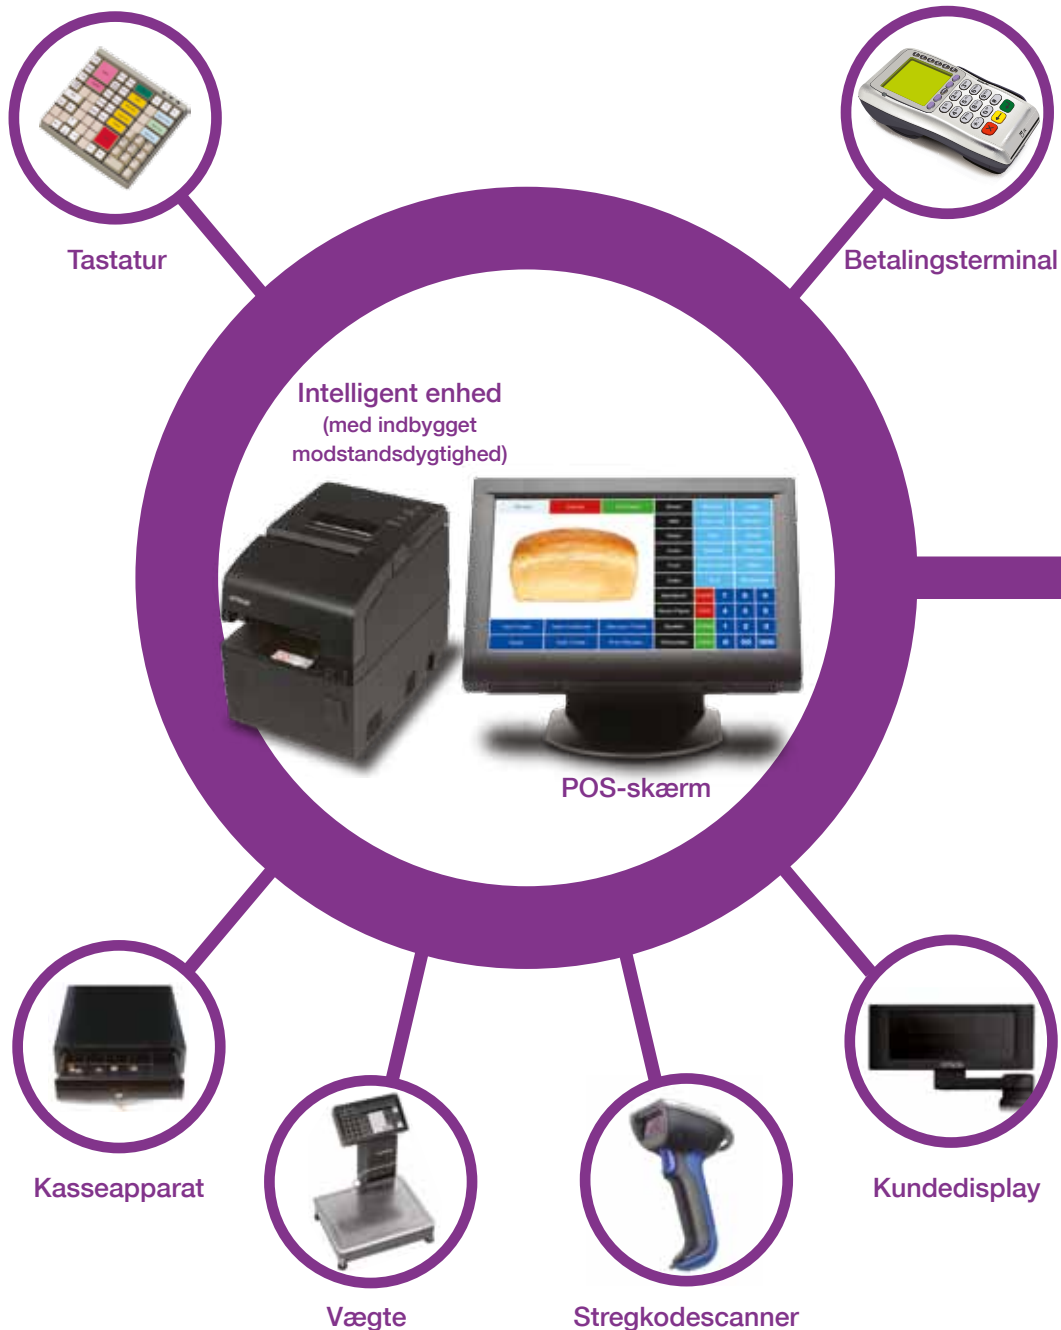 Tastatur
Betalingsterminal
Intelligent enhed
(med indbygget
modstandsdygtighed)
POS-skærm
Kasseapparat
Kundedisplay
Vægte
Stregkodescanner